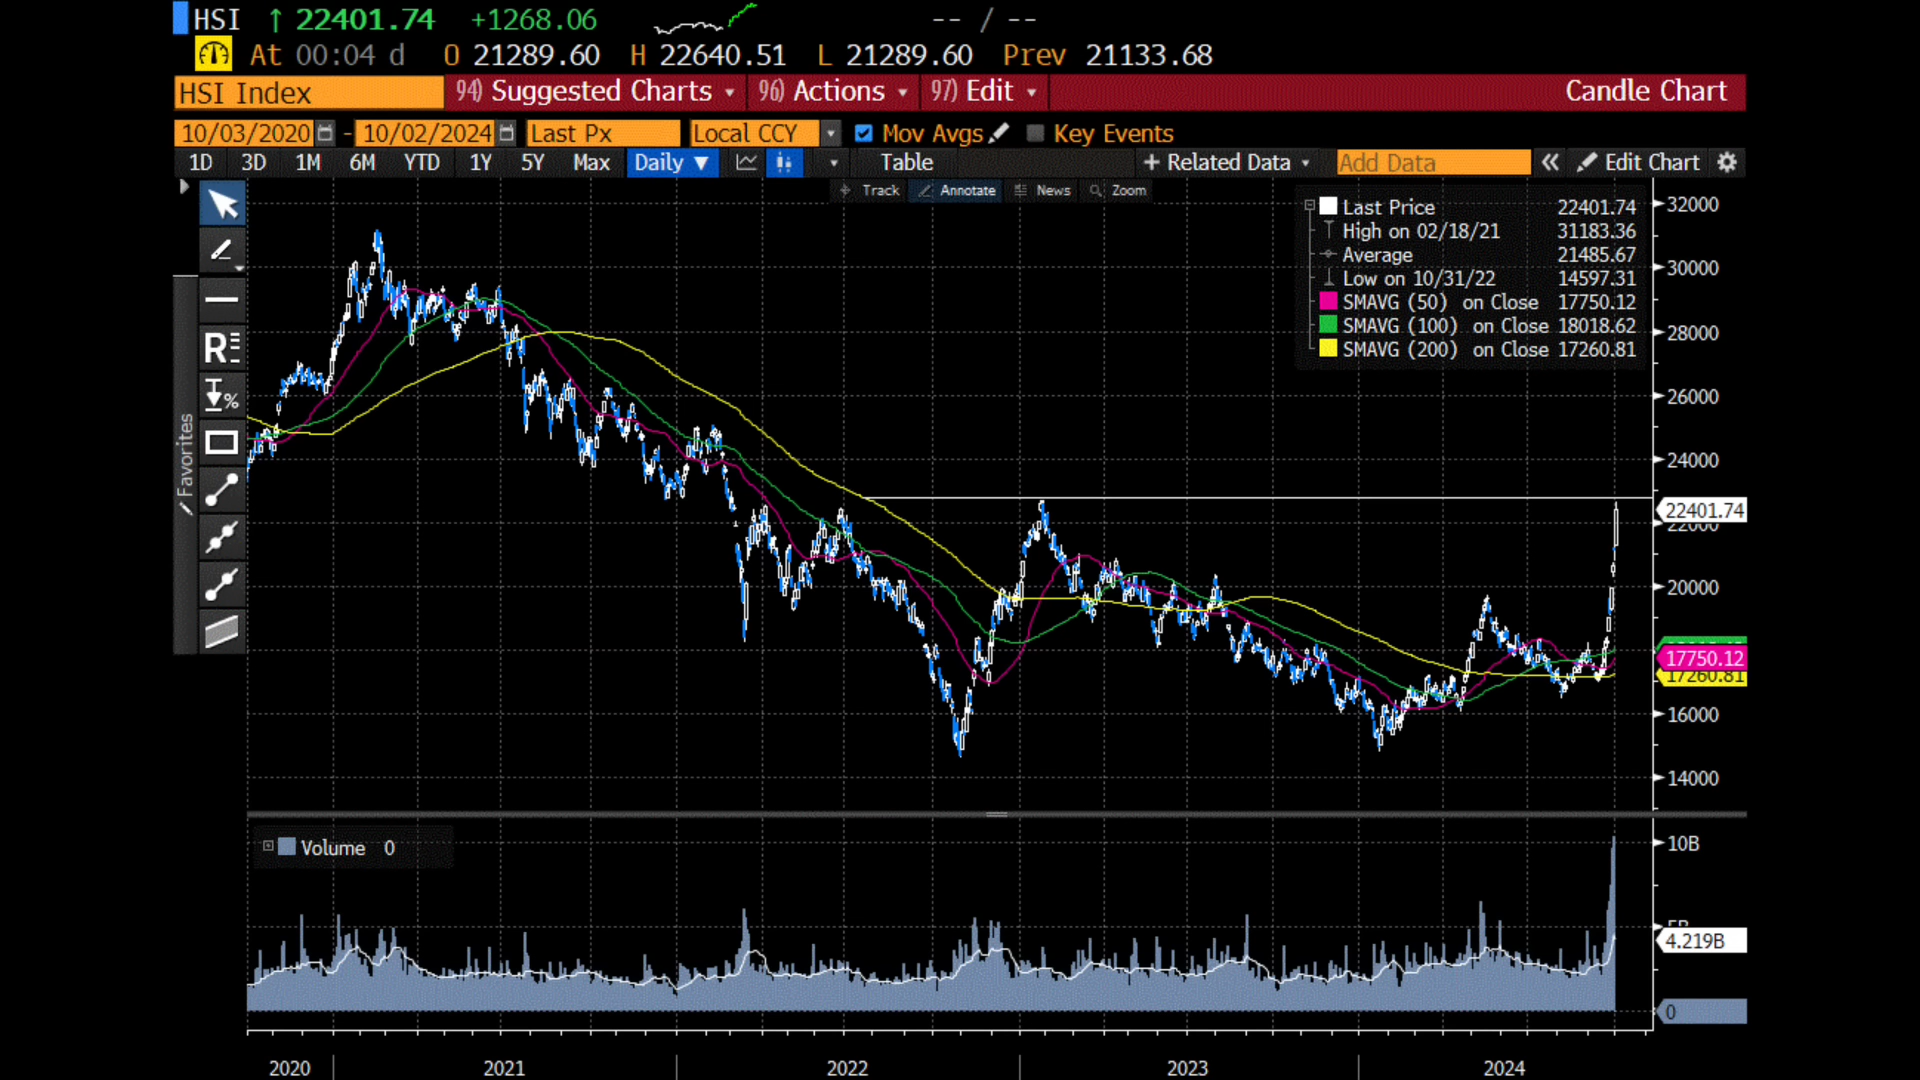 HSI ↑ 22401.74 +1268.06 -- / --
At 00:04 d O 21289.60 H 22640.51 L 21289.60 Prev 21133.68
HSI Index 94) Suggested Charts 96) Actions 97) Edit Candle Chart
10/03/2020 - 10/02/2024 Last Px Local CCY Mov Avgs Key Events
1D 3D 1M 6M YTD 1Y 5Y Max Daily ▼ Table + Related Data Add Data « Edit Chart
Track Annotate News Zoom
Last Price 22401.74
High on 02/18/21 31183.36
Average 21485.67
Low on 10/31/22 14597.31
SMAVG (50) on Close 17750.12
SMAVG (100) on Close 18018.62
SMAVG (200) on Close 17260.81
R
%
Favorites
32000
30000
28000
26000
24000
22401.74
22000
20000
17750.12
17260.81
16000
14000
Volume 0
10B
5B
4.219B
0
2020 2021 2022 2023 2024